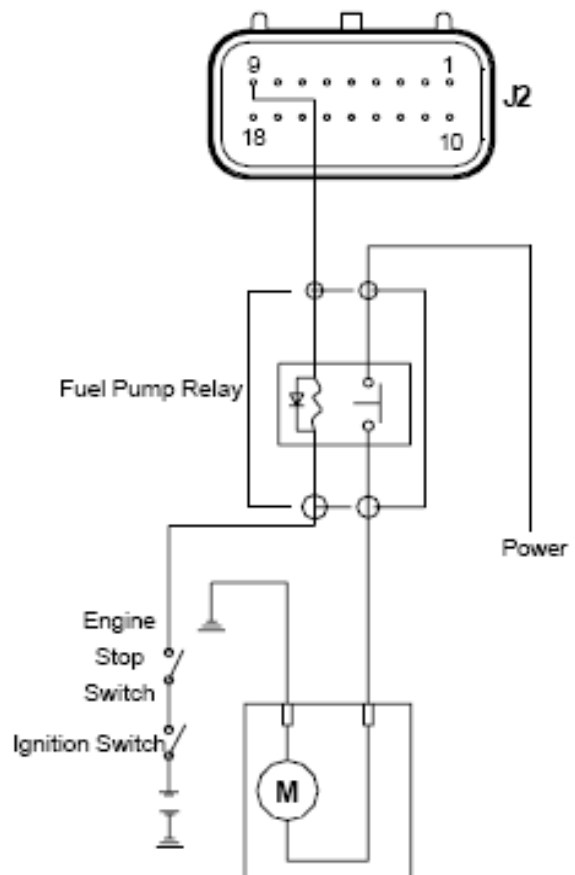 9 1
J2
18 10
Fuel Pump Relay
Power
Engine
Stop
Switch
Ignition Switch
M